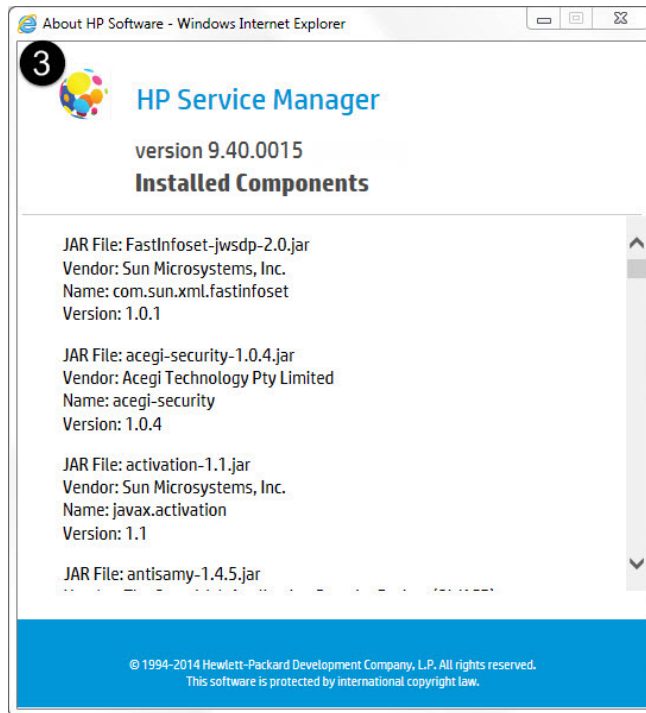 About HP Software - Windows Internet Explorer
3
HP Service Manager
version 9.40.0015
Installed Components
JAR File: FastInfoset-jwsdp-2.0.jar
Vendor: Sun Microsystems, Inc.
Name: com.sun.xml.fastinfoset
Version: 1.0.1
JAR File: acegi-security-1.0.4.jar
Vendor: Acegi Technology Pty Limited
Name: acegi-security
Version: 1.0.4
JAR File: activation-1.1.jar
Vendor: Sun Microsystems, Inc.
Name: javax.activation
Version: 1.1
JAR File: antisamy-1.4.5.jar
© 1994-2014 Hewlett-Packard Development Company, L.P. All rights reserved.
This software is protected by international copyright law.